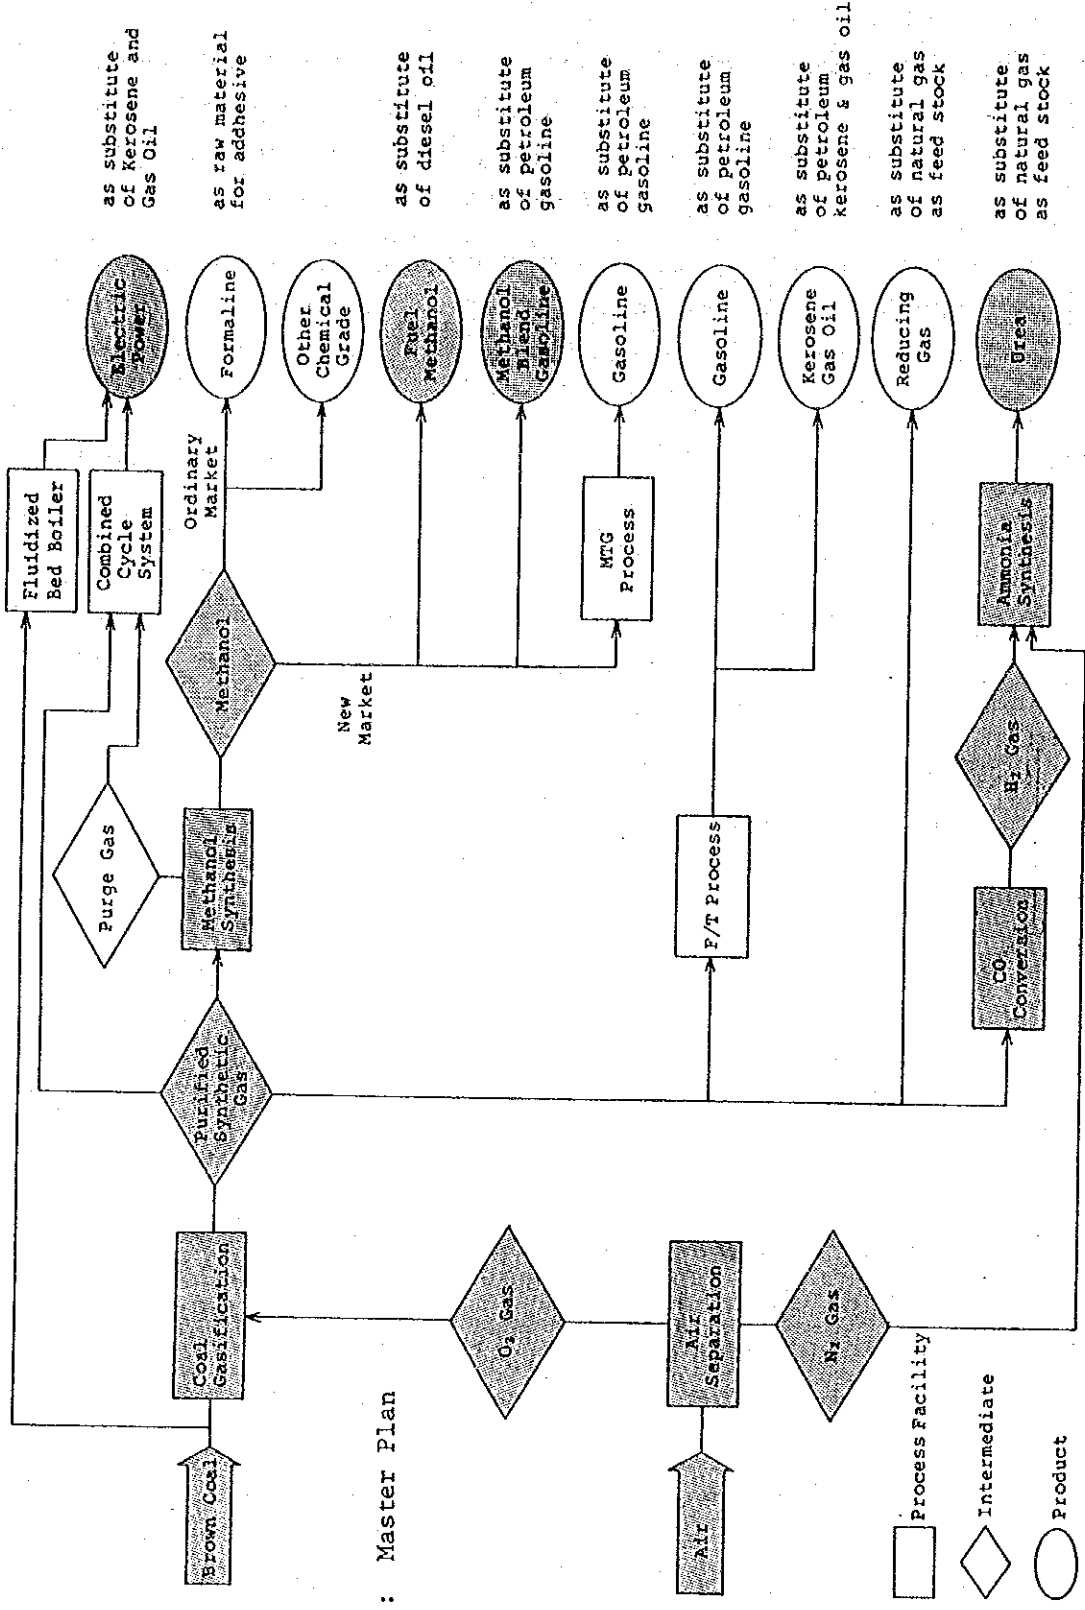 Brown Coal
Coal
Gasification
Purified
Synthetic
Gas
Purge Gas
Methanol
Synthesis
Methanol
Fluidized
Bed Boiler
Combined
Cycle
System
Ordinary
Market
New
Market
Electric
Power
as substitute
of Kerosene and
Gas Oil
Formaline
as raw material
for addhesive
Other
Chemical
Grade
Fuel
Methanol
as substitute
of diesel oil
Methanol
Blend
Gasoline
as substitute
of petroleum
gasoline
MTG
Process
Gasoline
as substitute
of petroleum
gasoline
F/T Process
Gasoline
as substitute
of petroleum
gasoline
Kerosene
Gas Oil
as substitute
of petroleum
kerosene & gas oil
Reducing
Gas
as substitute
of natural gas
as feed stock
CO
Conversion
H₂ Gas
Ammonia
Synthesis
Urea
as substitute
of natural gas
as feed stock
: Master Plan
O₂ Gas
Air
Air
Separation
N₂ Gas
Process Facility
Intermediate
Product